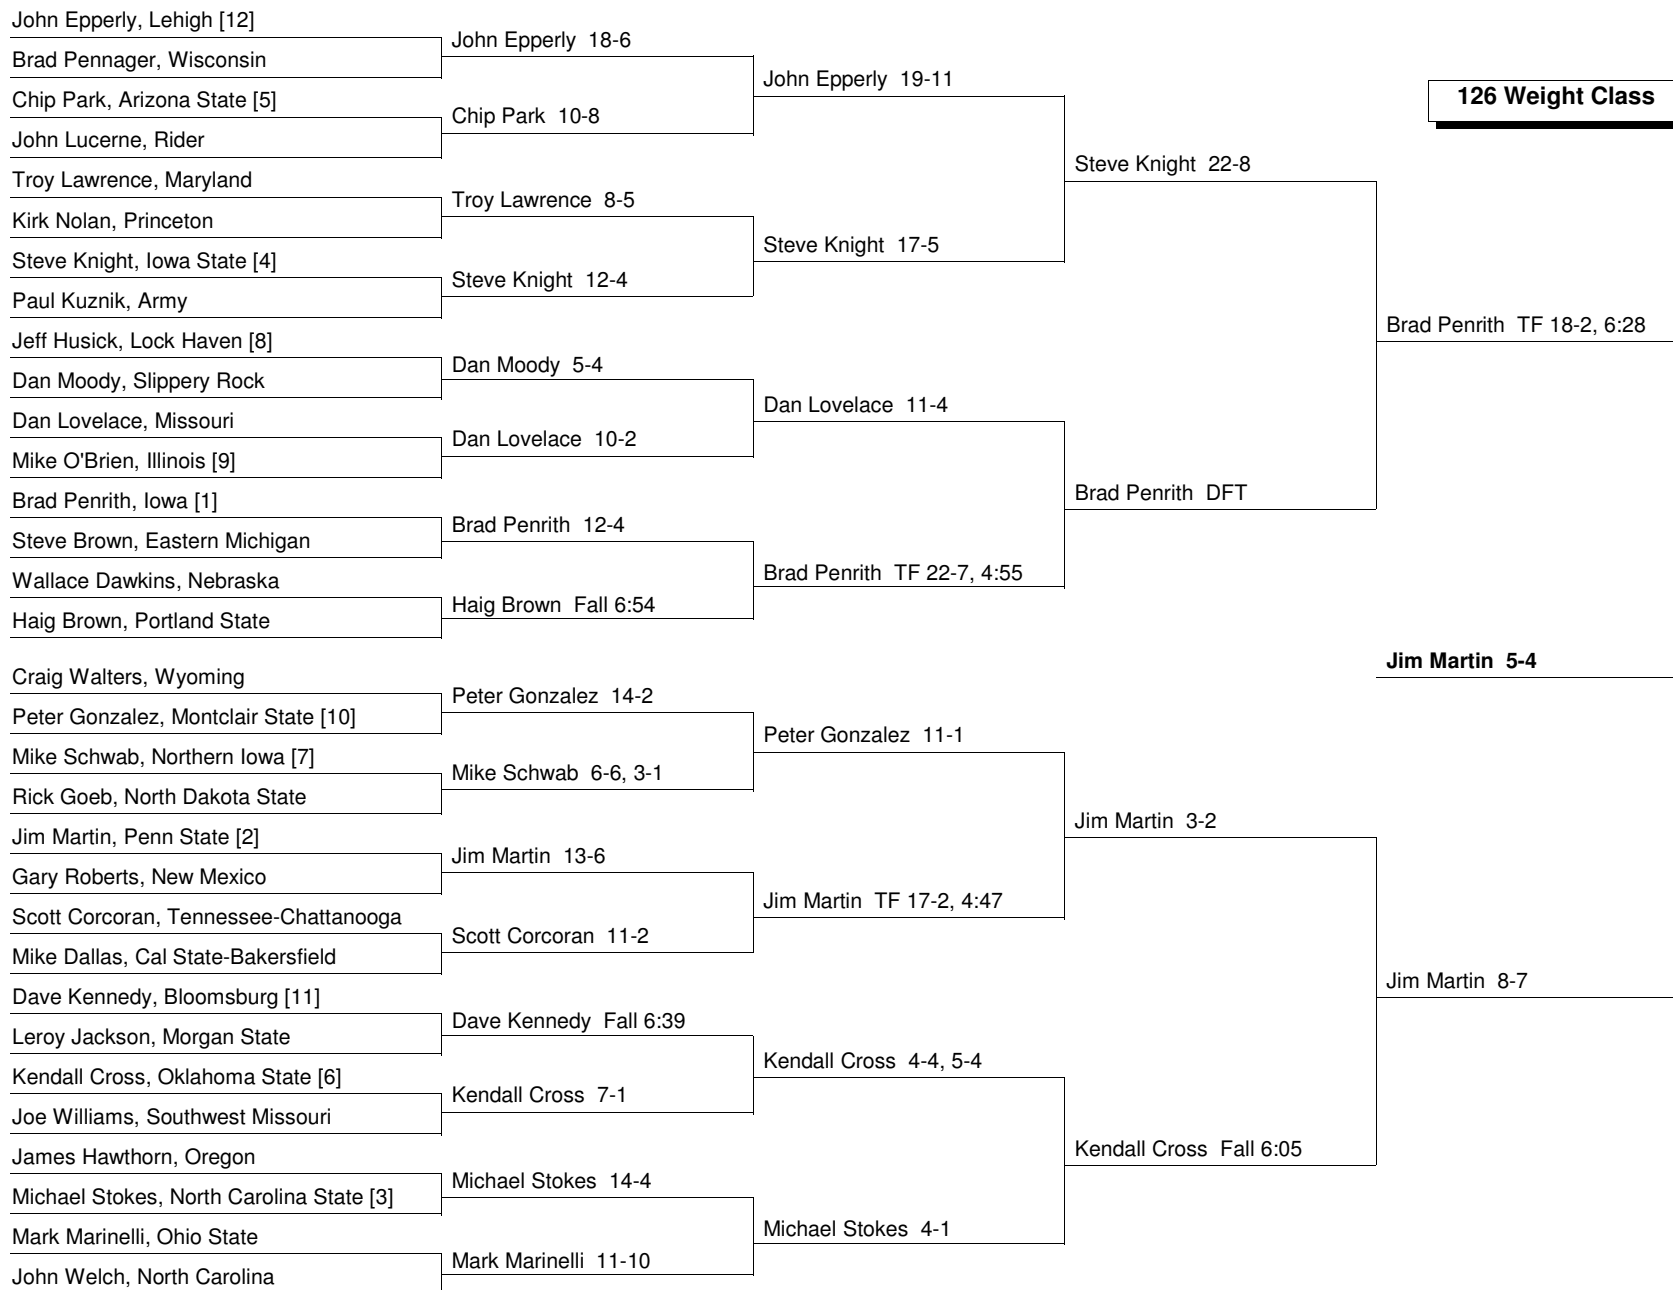 John Epperly, Lehigh [12]
Brad Pennager, Wisconsin
Chip Park, Arizona State [5]
John Lucerne, Rider
Troy Lawrence, Maryland
Kirk Nolan, Princeton
Steve Knight, Iowa State [4]
Paul Kuznik, Army
Jeff Husick, Lock Haven [8]
Dan Moody, Slippery Rock
Dan Lovelace, Missouri
Mike O'Brien, Illinois [9]
Brad Penrith, Iowa [1]
Steve Brown, Eastern Michigan
Wallace Dawkins, Nebraska
Haig Brown, Portland State
Craig Walters, Wyoming
Peter Gonzalez, Montclair State [10]
Mike Schwab, Northern Iowa [7]
Rick Goeb, North Dakota State
Jim Martin, Penn State [2]
Gary Roberts, New Mexico
Scott Corcoran, Tennessee-Chattanooga
Mike Dallas, Cal State-Bakersfield
Dave Kennedy, Bloomsburg [11]
Leroy Jackson, Morgan State
Kendall Cross, Oklahoma State [6]
Joe Williams, Southwest Missouri
James Hawthorn, Oregon
Michael Stokes, North Carolina State [3]
Mark Marinelli, Ohio State
John Welch, North Carolina
John Epperly 18-6
Chip Park 10-8
Troy Lawrence 8-5
Steve Knight 12-4
Dan Moody 5-4
Dan Lovelace 10-2
Brad Penrith 12-4
Haig Brown Fall 6:54
Peter Gonzalez 14-2
Mike Schwab 6-6, 3-1
Jim Martin 13-6
Scott Corcoran 11-2
Dave Kennedy Fall 6:39
Kendall Cross 7-1
Michael Stokes 14-4
Mark Marinelli 11-10
John Epperly 19-11
Steve Knight 17-5
Dan Lovelace 11-4
Brad Penrith TF 22-7, 4:55
Peter Gonzalez 11-1
Jim Martin TF 17-2, 4:47
Kendall Cross 4-4, 5-4
Michael Stokes 4-1
Steve Knight 22-8
Brad Penrith DFT
Jim Martin 3-2
Kendall Cross Fall 6:05
126 Weight Class
Brad Penrith TF 18-2, 6:28
Jim Martin 5-4
Jim Martin 8-7